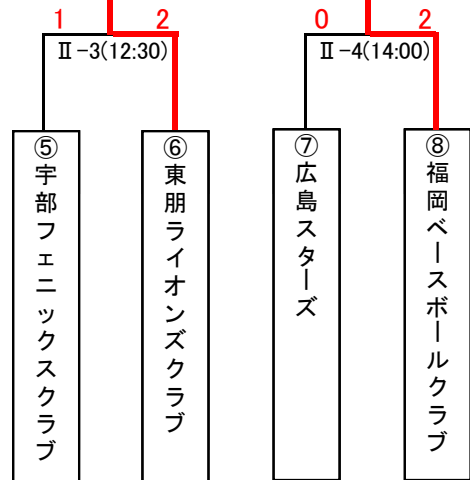 1 2 0 2
Ⅱ-3(12:30) Ⅱ-4(14:00)
⑤宇部フェニックスクラブ
⑥東朋ライオンズクラブ
⑦広島スターズ
⑧福岡ベースボールクラブ